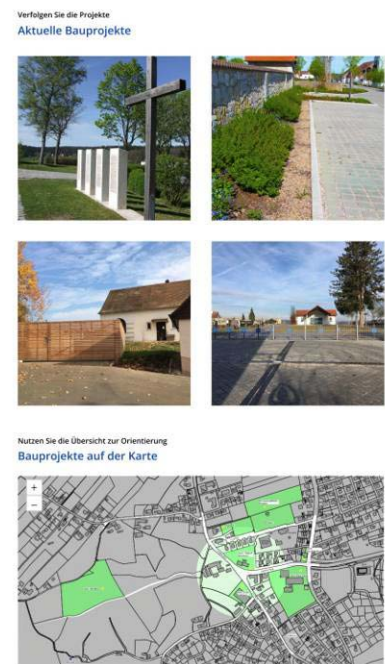 Verfolgen Sie die Projekte
Aktuelle Bauprojekte
Nutzen Sie die Übersicht zur Orientierung
Bauprojekte auf der Karte
+
−